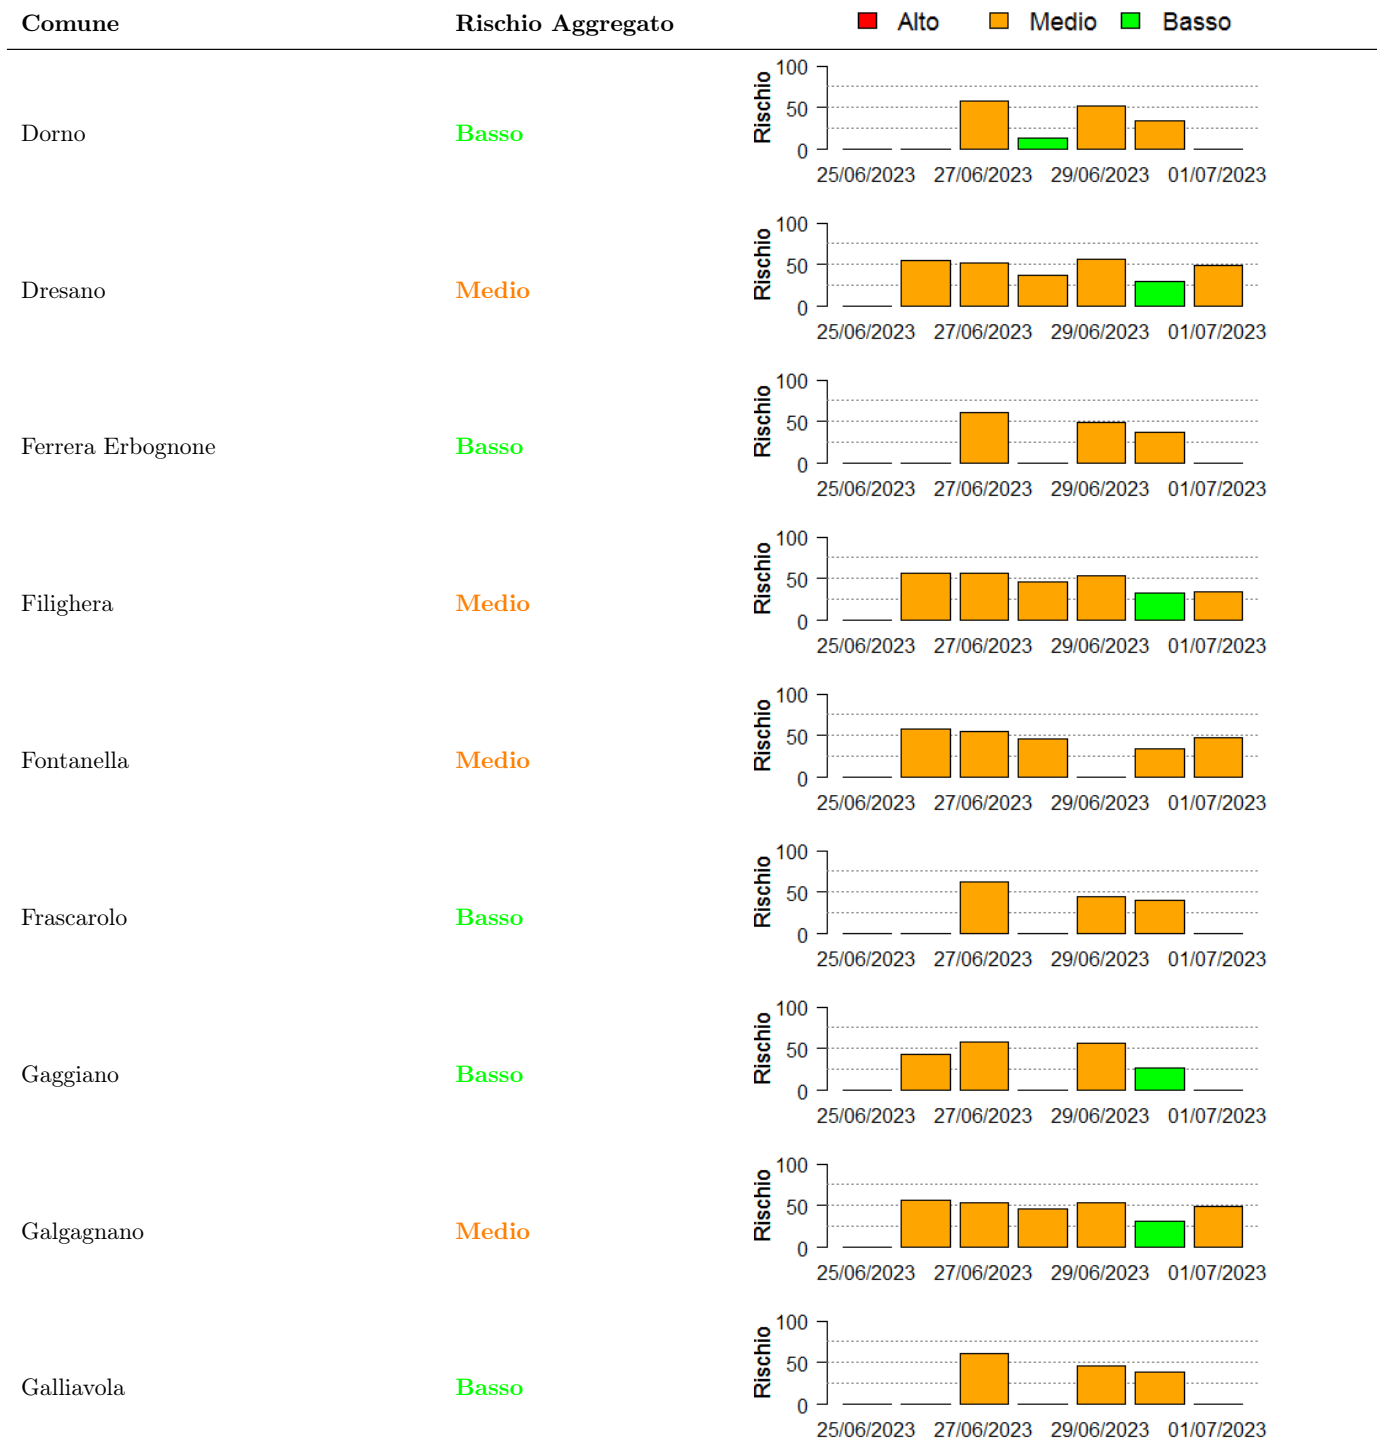 Comune Rischio Aggregato Alto Medio Basso
Dorno Basso Rischio 100 50 0
25/06/2023 27/06/2023 29/06/2023 01/07/2023
Dresano Medio Rischio 100 50 0
25/06/2023 27/06/2023 29/06/2023 01/07/2023
Ferrera Erbognone Basso Rischio 100 50 0
25/06/2023 27/06/2023 29/06/2023 01/07/2023
Filighera Medio Rischio 100 50 0
25/06/2023 27/06/2023 29/06/2023 01/07/2023
Fontanella Medio Rischio 100 50 0
25/06/2023 27/06/2023 29/06/2023 01/07/2023
Frascarolo Basso Rischio 100 50 0
25/06/2023 27/06/2023 29/06/2023 01/07/2023
Gaggiano Basso Rischio 100 50 0
25/06/2023 27/06/2023 29/06/2023 01/07/2023
Galgagnano Medio Rischio 100 50 0
25/06/2023 27/06/2023 29/06/2023 01/07/2023
Galliavola Basso Rischio 100 50 0
25/06/2023 27/06/2023 29/06/2023 01/07/2023